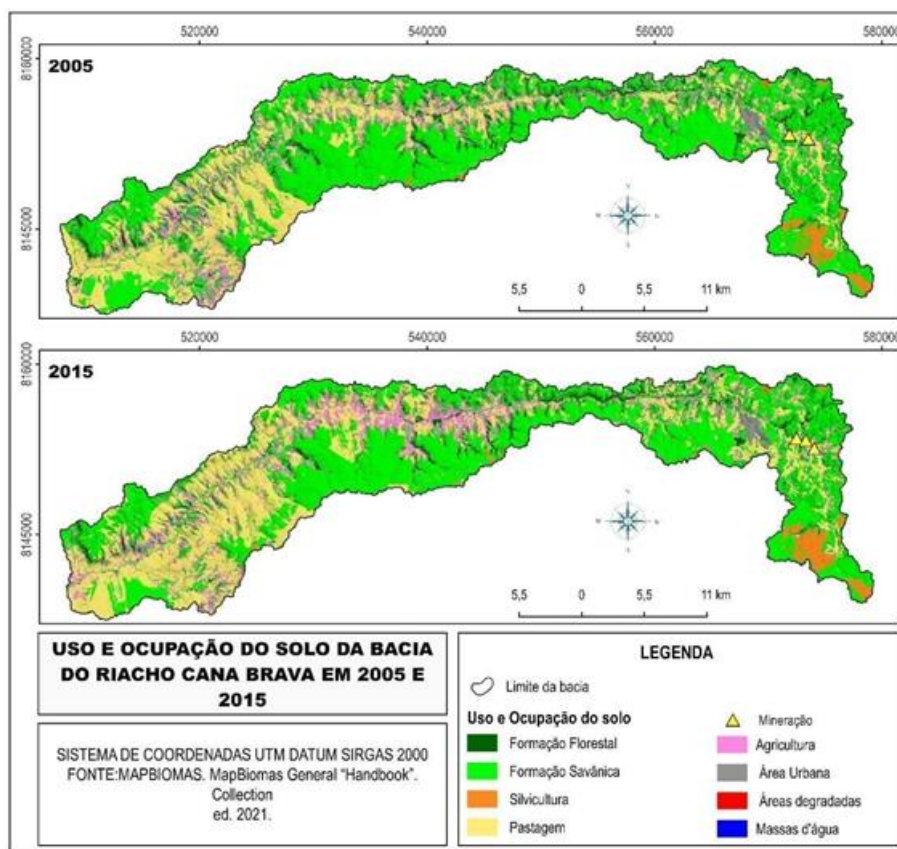 520000 540000 560000 580000
2005
8160000
8145000
5,5 0 5,5 11 km
520000 540000 560000 580000
2015
8160000
8145000
5,5 0 5,5 11 km
USO E OCUPAÇÃO DO SOLO DA BACIA
DO RIACHO CANA BRAVA EM 2005 E
2015
SISTEMA DE COORDENADAS UTM DATUM SIRGAS 2000
FONTE:MAPBIOMAS. MapBiomas General "Handbook".
Collection
ed. 2021.
LEGENDA
Limite da bacia
Uso e Ocupação do solo
Formação Florestal
Formação Savânica
Silvicultura
Pastagem
Mineração
Agricultura
Área Urbana
Áreas degradadas
Massas d'água